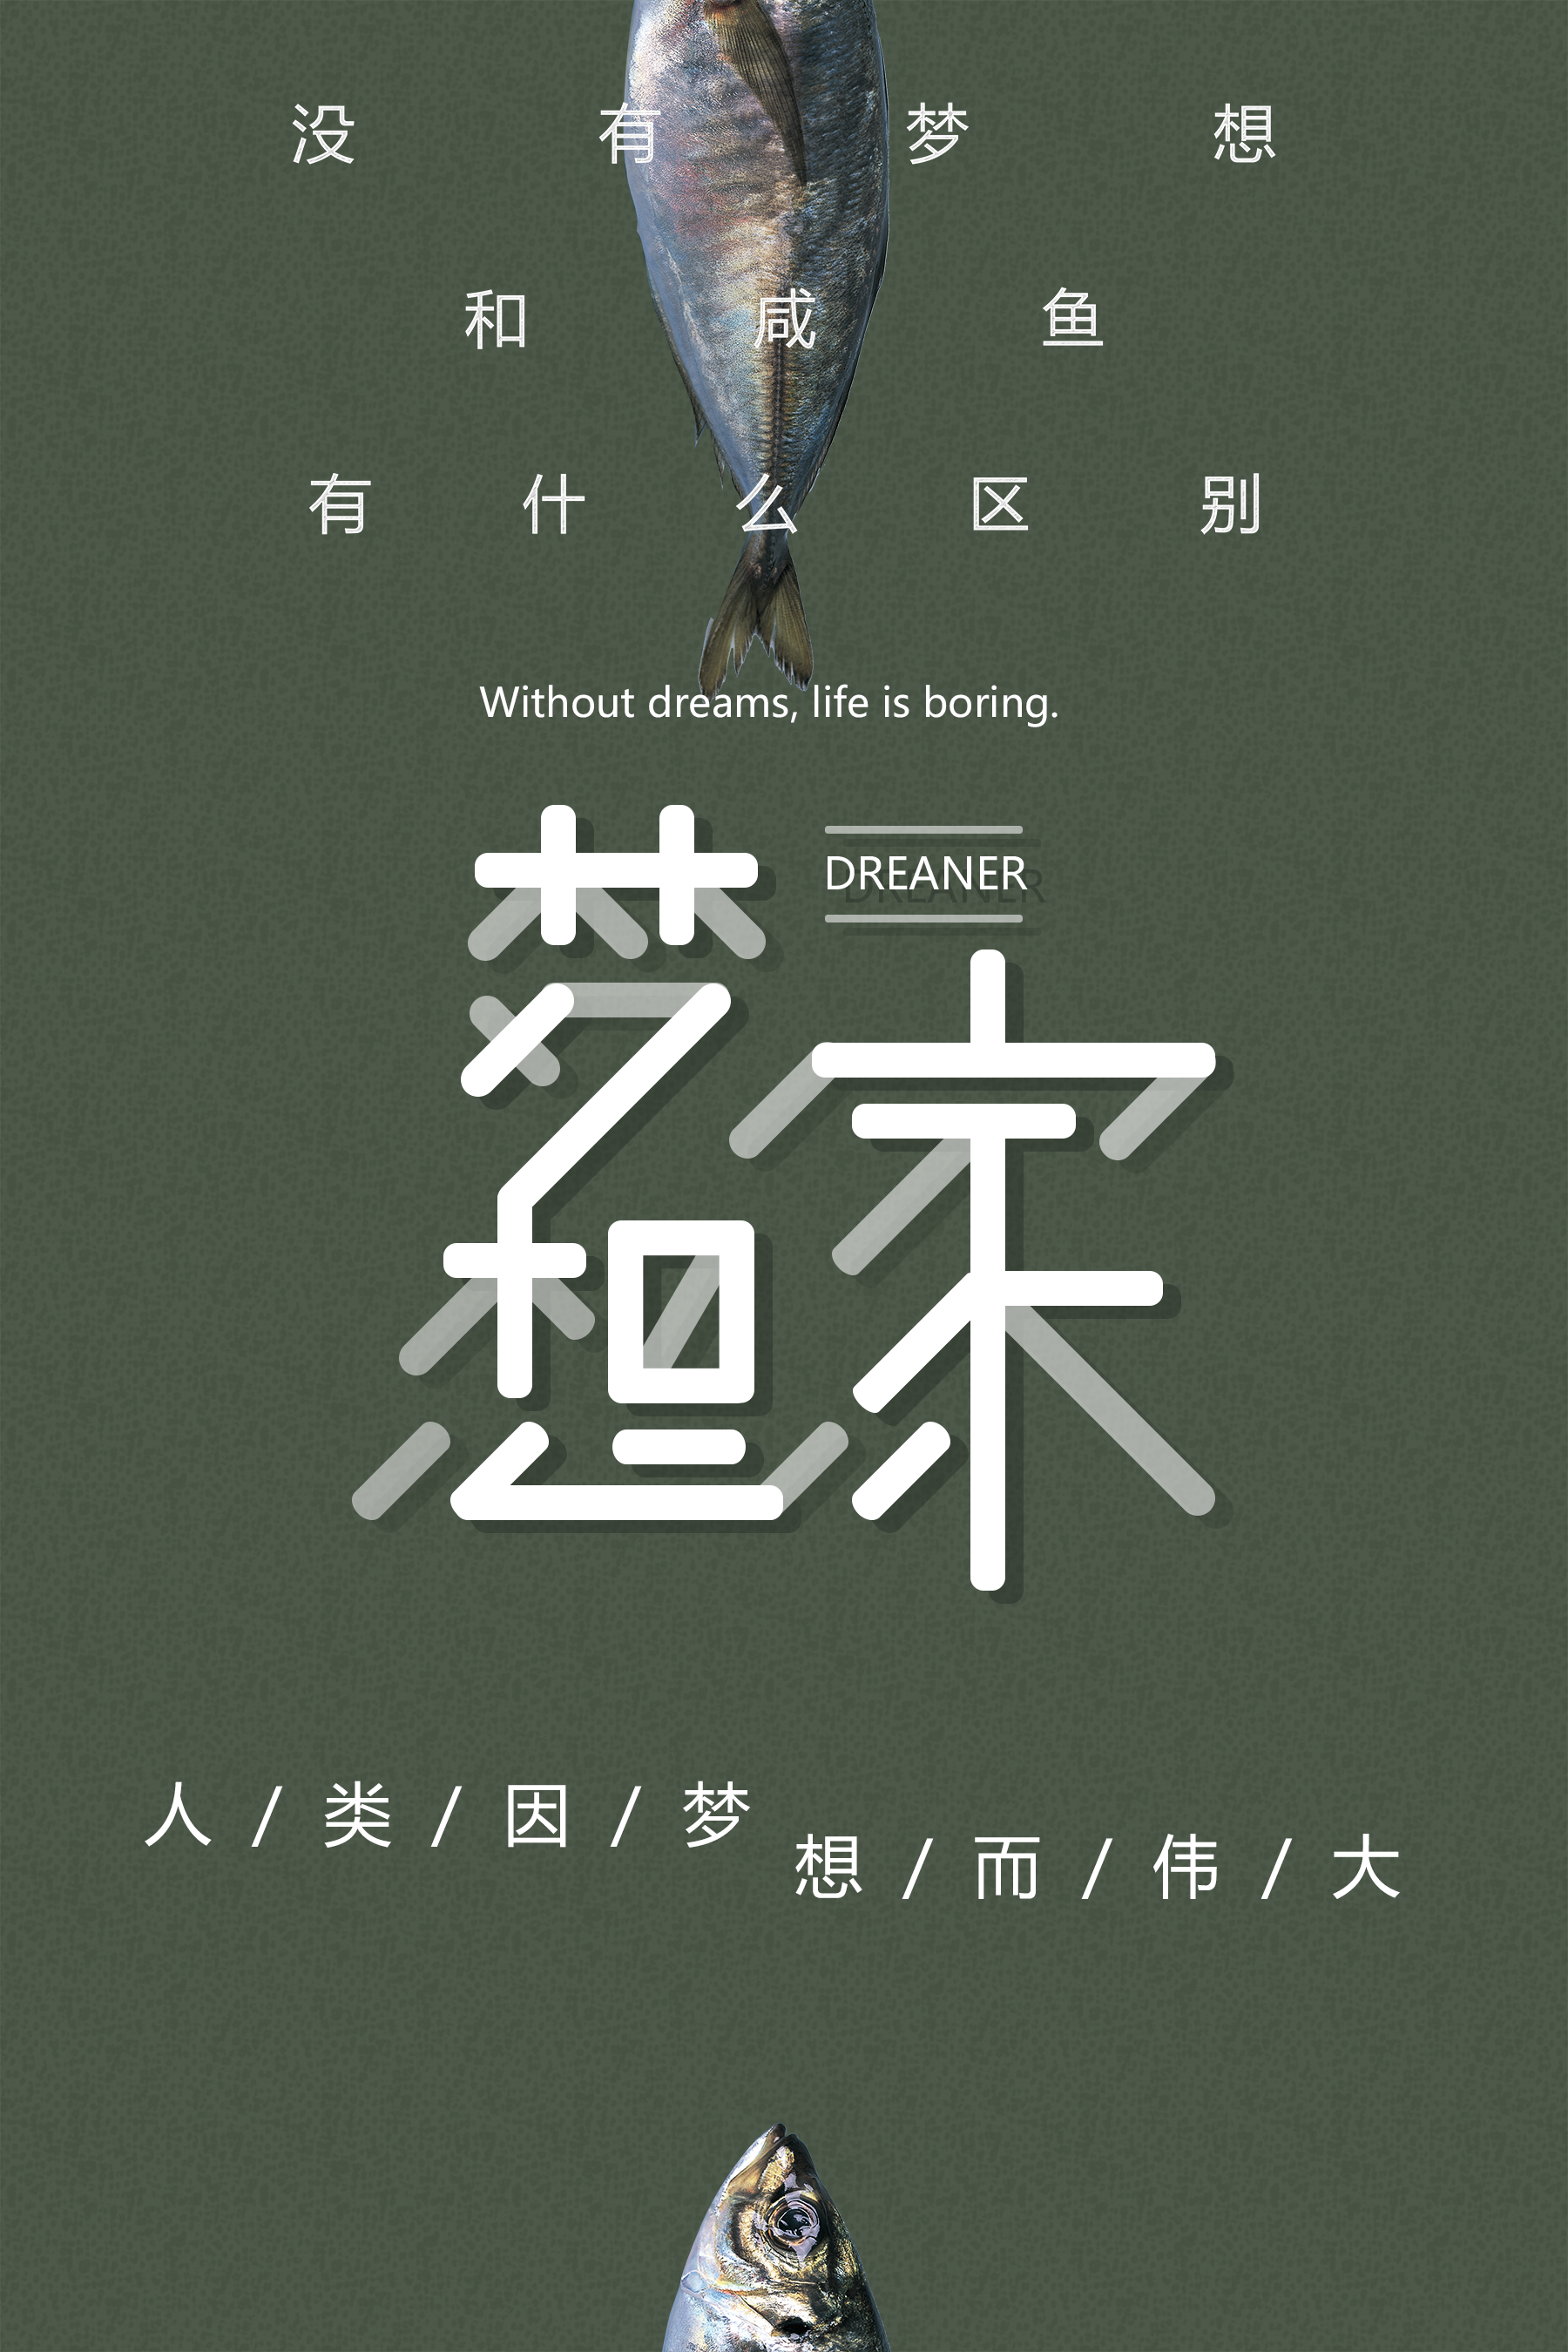 没有梦想
和咸鱼
有什么区别
Without dreams, life is boring.
DREANER
梦想家
人/类/因/梦
想/而/伟/大